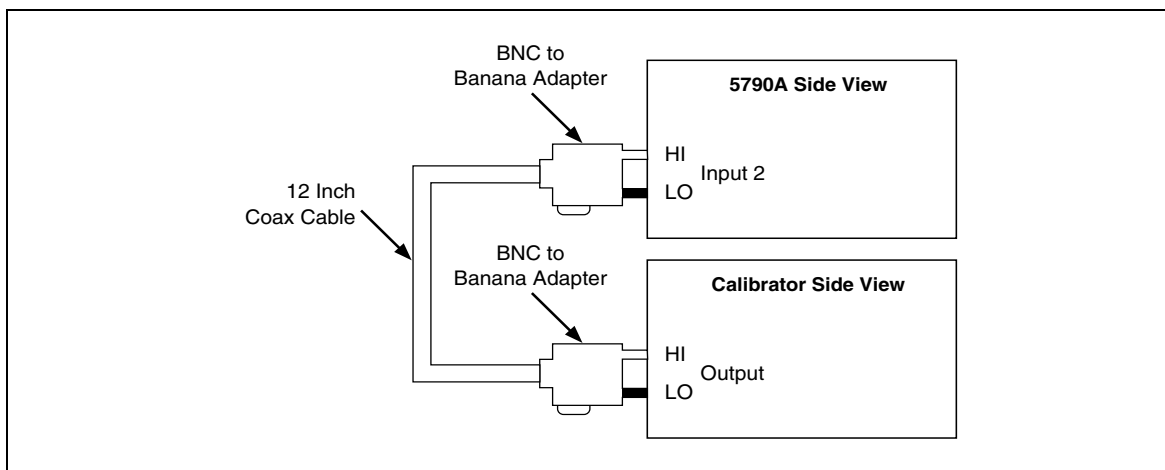 BNC to
Banana Adapter
5790A Side View
HI
Input 2
LO
12 Inch
Coax Cable
BNC to
Banana Adapter
Calibrator Side View
HI
Output
LO